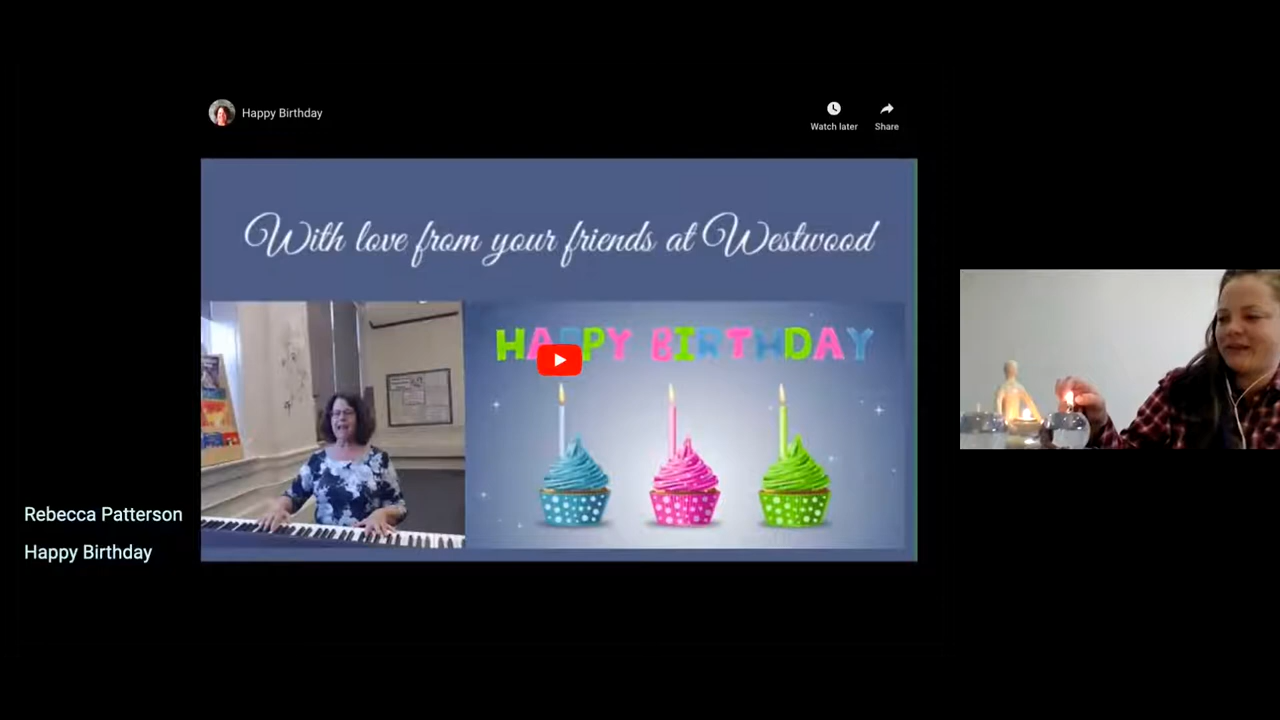 Happy Birthday
Watch later
Share
With love from your friends at Westwood
HAPPY BIRTHDAY
Rebecca Patterson
Happy Birthday